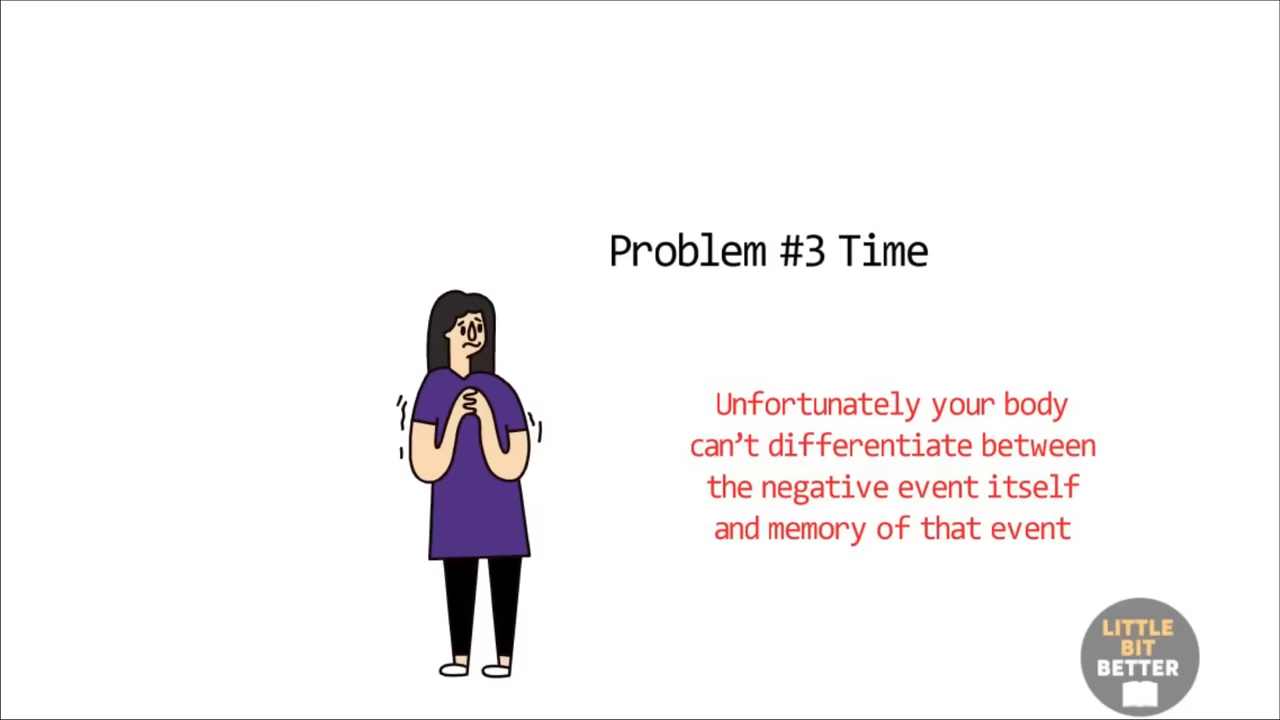 Problem #3 Time
Unfortunately your body
can't differentiate between
the negative event itself
and memory of that event
LITTLE
BIT
BETTER